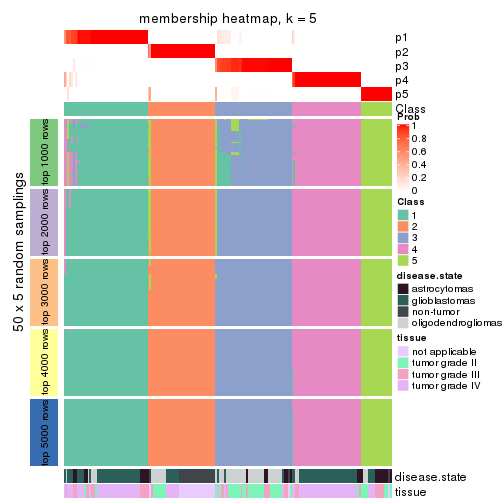 membership heatmap, k = 5
p1
p2
p3
p4
p5
Class
50 x 5 random samplings
top 1000 rows
top 2000 rows
top 3000 rows
top 4000 rows
top 5000 rows
disease.state
tissue
Prob
1
0.8
0.6
0.4
0.2
0
Class
1
2
3
4
5
disease.state
astrocytomas
glioblastomas
non-tumor
oligodendrogliomas
tissue
not applicable
tumor grade II
tumor grade III
tumor grade IV